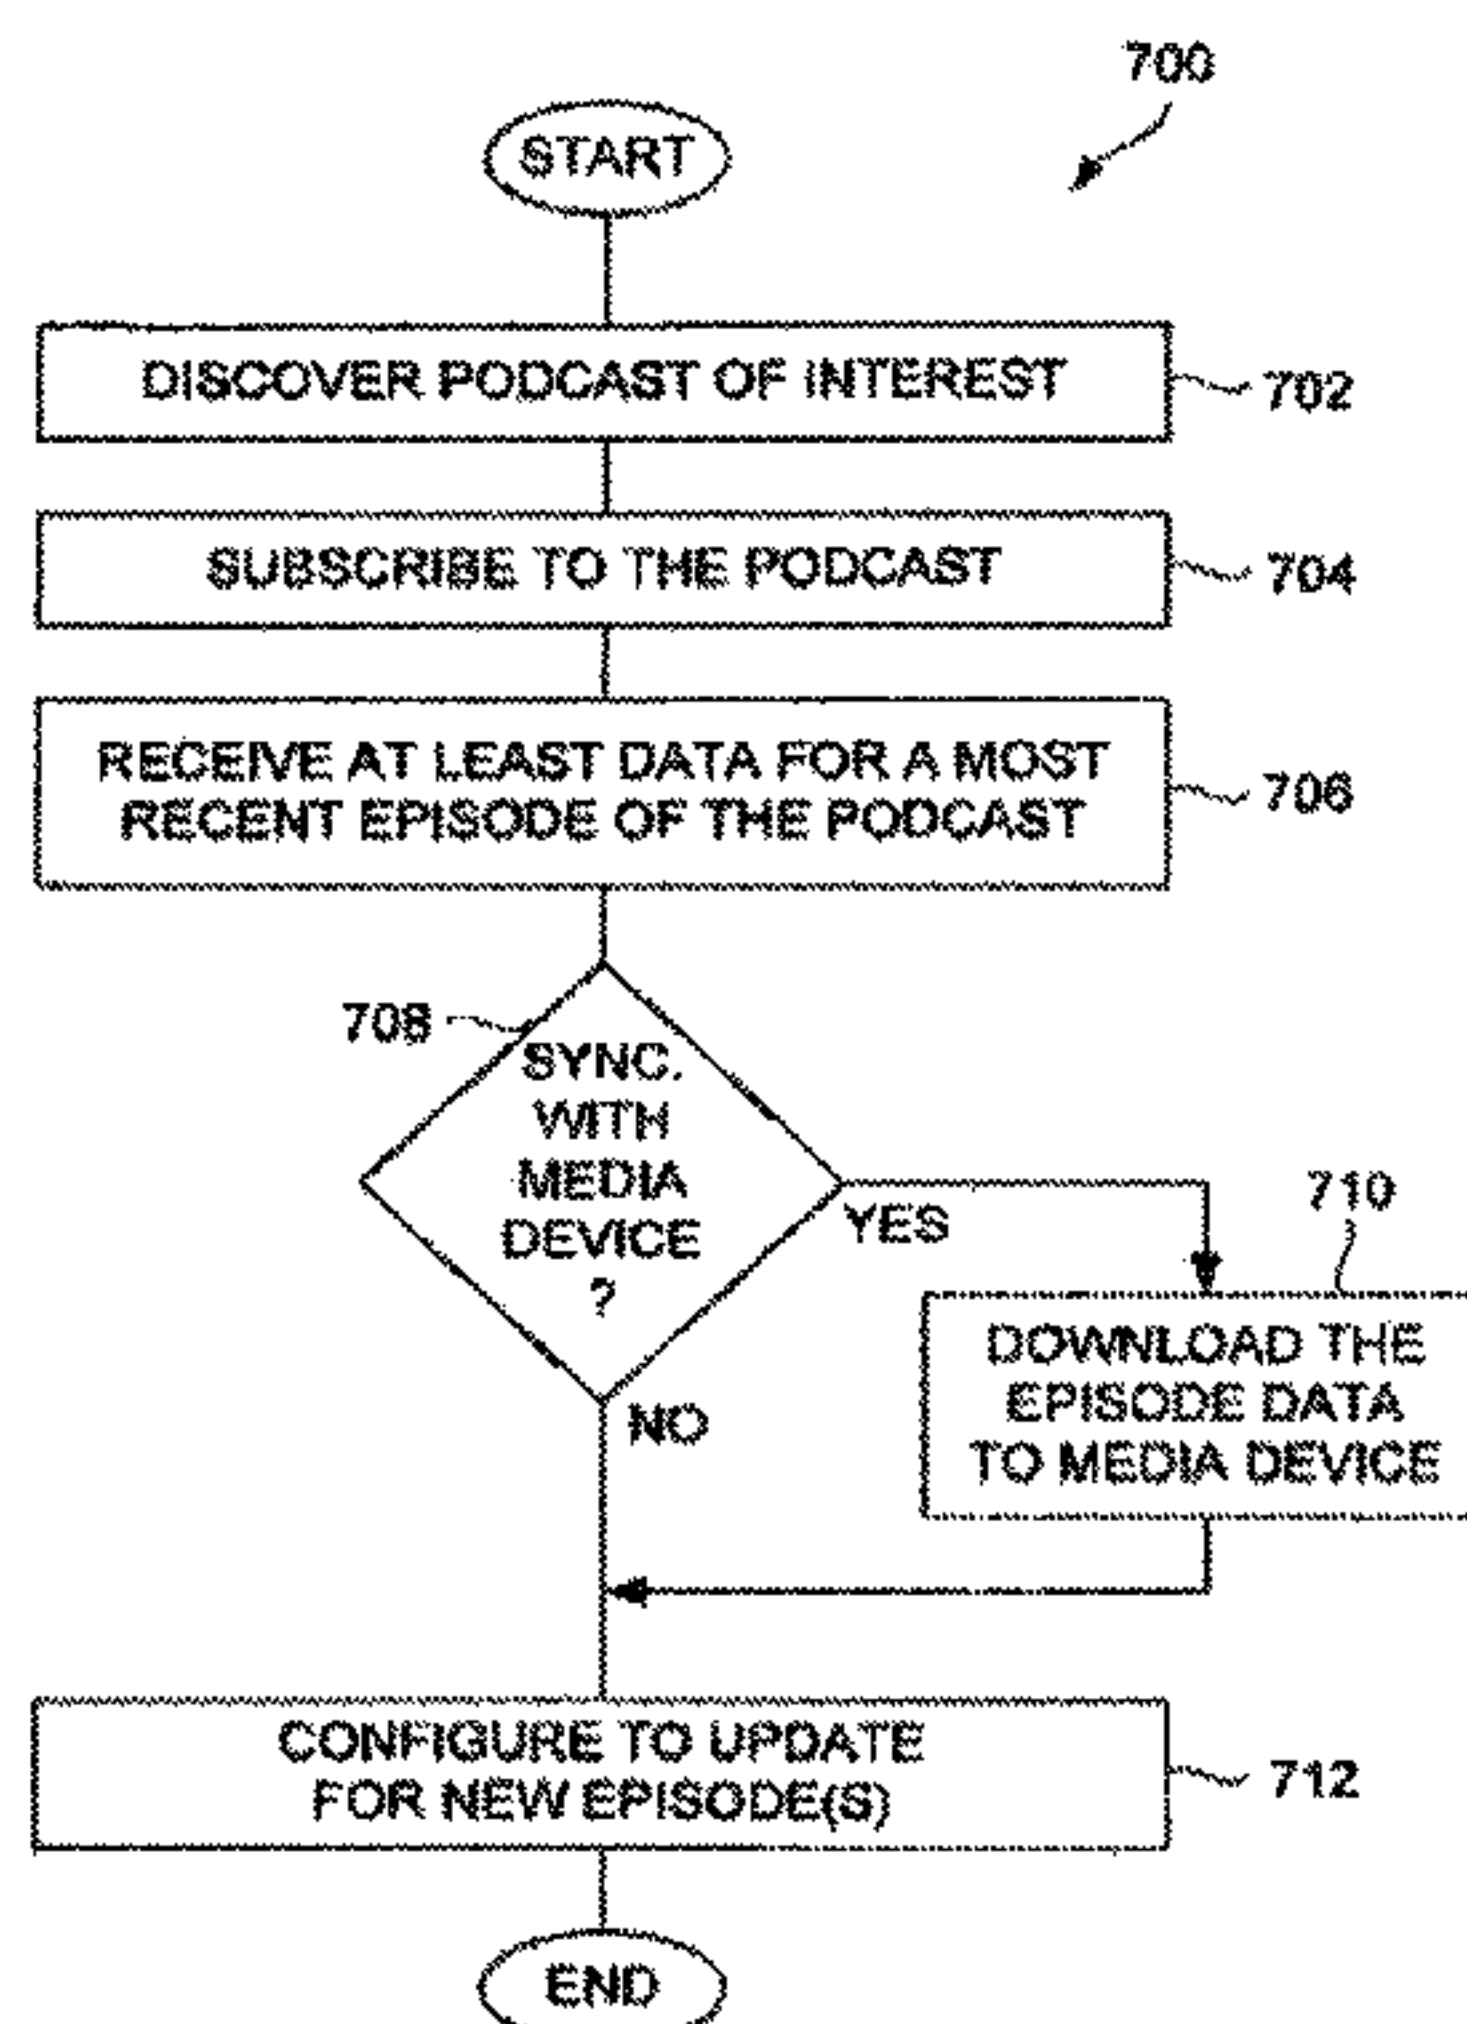 700
START
DISCOVER PODCAST OF INTEREST
702
SUBSCRIBE TO THE PODCAST
704
RECEIVE AT LEAST DATA FOR A MOST
RECENT EPISODE OF THE PODCAST
706
708
SYNC.
WITH
MEDIA
DEVICE
?
YES
NO
710
DOWNLOAD THE
EPISODE DATA
TO MEDIA DEVICE
CONFIGURE TO UPDATE
FOR NEW EPISODE(S)
712
END